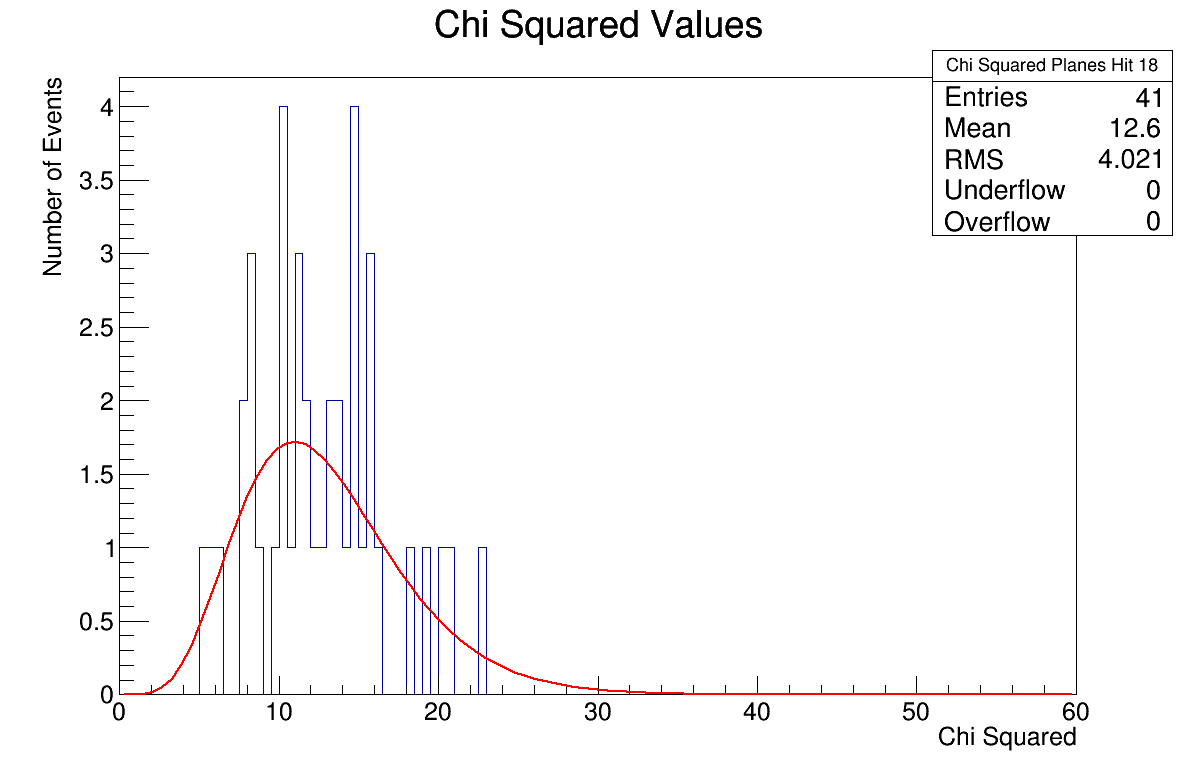 Chi Squared Values
Chi Squared Planes Hit 18
Entries 41
Mean 12.6
RMS 4.021
Underflow 0
Overflow 0
Number of Events
4
3.5
3
2.5
2
1.5
1
0.5
0
0 10 20 30 40 50 60
Chi Squared